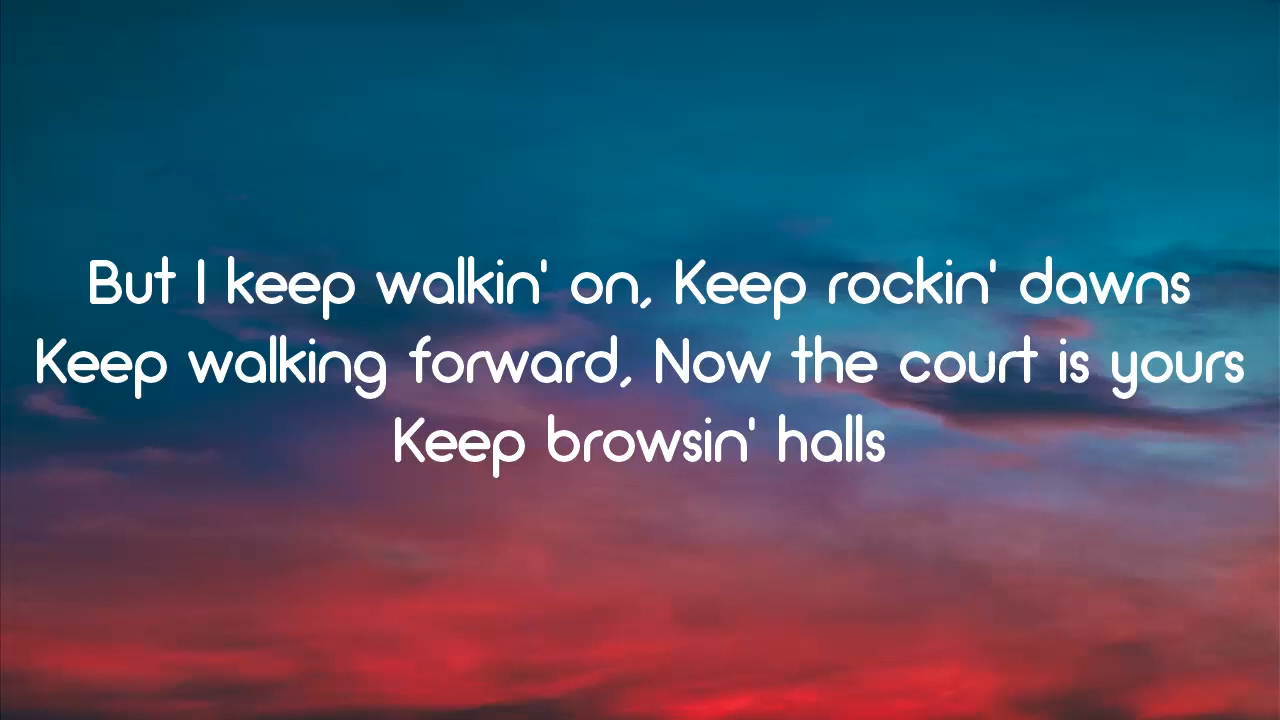 But I keep walkin' on, Keep rockin' dawns
Keep walking forward, Now the court is yours
Keep browsin' halls